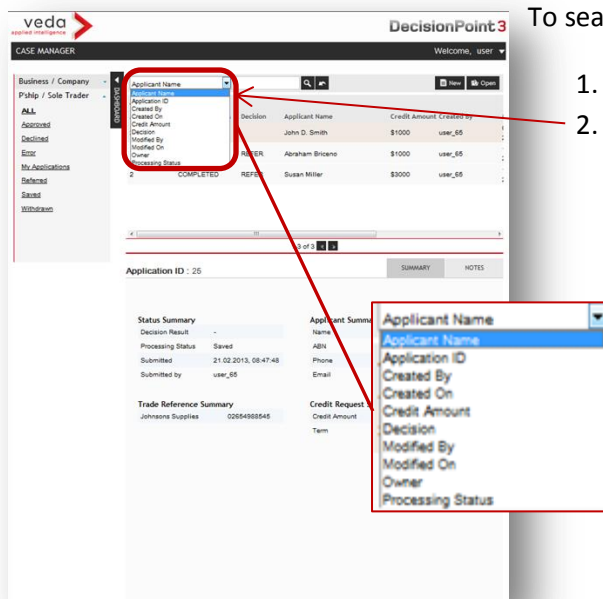 veda
applied intelligence
DecisionPoint 3
To sea
CASE MANAGER
Welcome, user
1.
2.
Business / Company
P'ship / Sole Trader
ALL
Approved
Declined
Error
My Applications
Referred
Saved
Withdrawn
DASHBOARD
Applicant Name
New
Open
Applicant Name
Application ID
Created By
Created On
Credit Amount
Decision
Modified By
Modified On
Owner
Processing Status
Decision
Applicant Name
Credit Amount
Created By
John D. Smith
$1000
user_65
REFER
Abraham Briceno
$1000
user_65
2
COMPLETED
REFER
Susan Miller
$3000
user_65
3 of 3
Application ID : 25
SUMMARY
NOTES
Status Summary
Decision Result
-
Processing Status
Saved
Submitted
21.02.2013, 08:47:48
Submitted by
user_65
Trade Reference Summary
Johnsons Supplies
02654988545
Applicant Summa
Name
ABN
Phone
Email
Credit Request
Credit Amount
Term
Applicant Name
Applicant Name
Application ID
Created By
Created On
Credit Amount
Decision
Modified By
Modified On
Owner
Processing Status